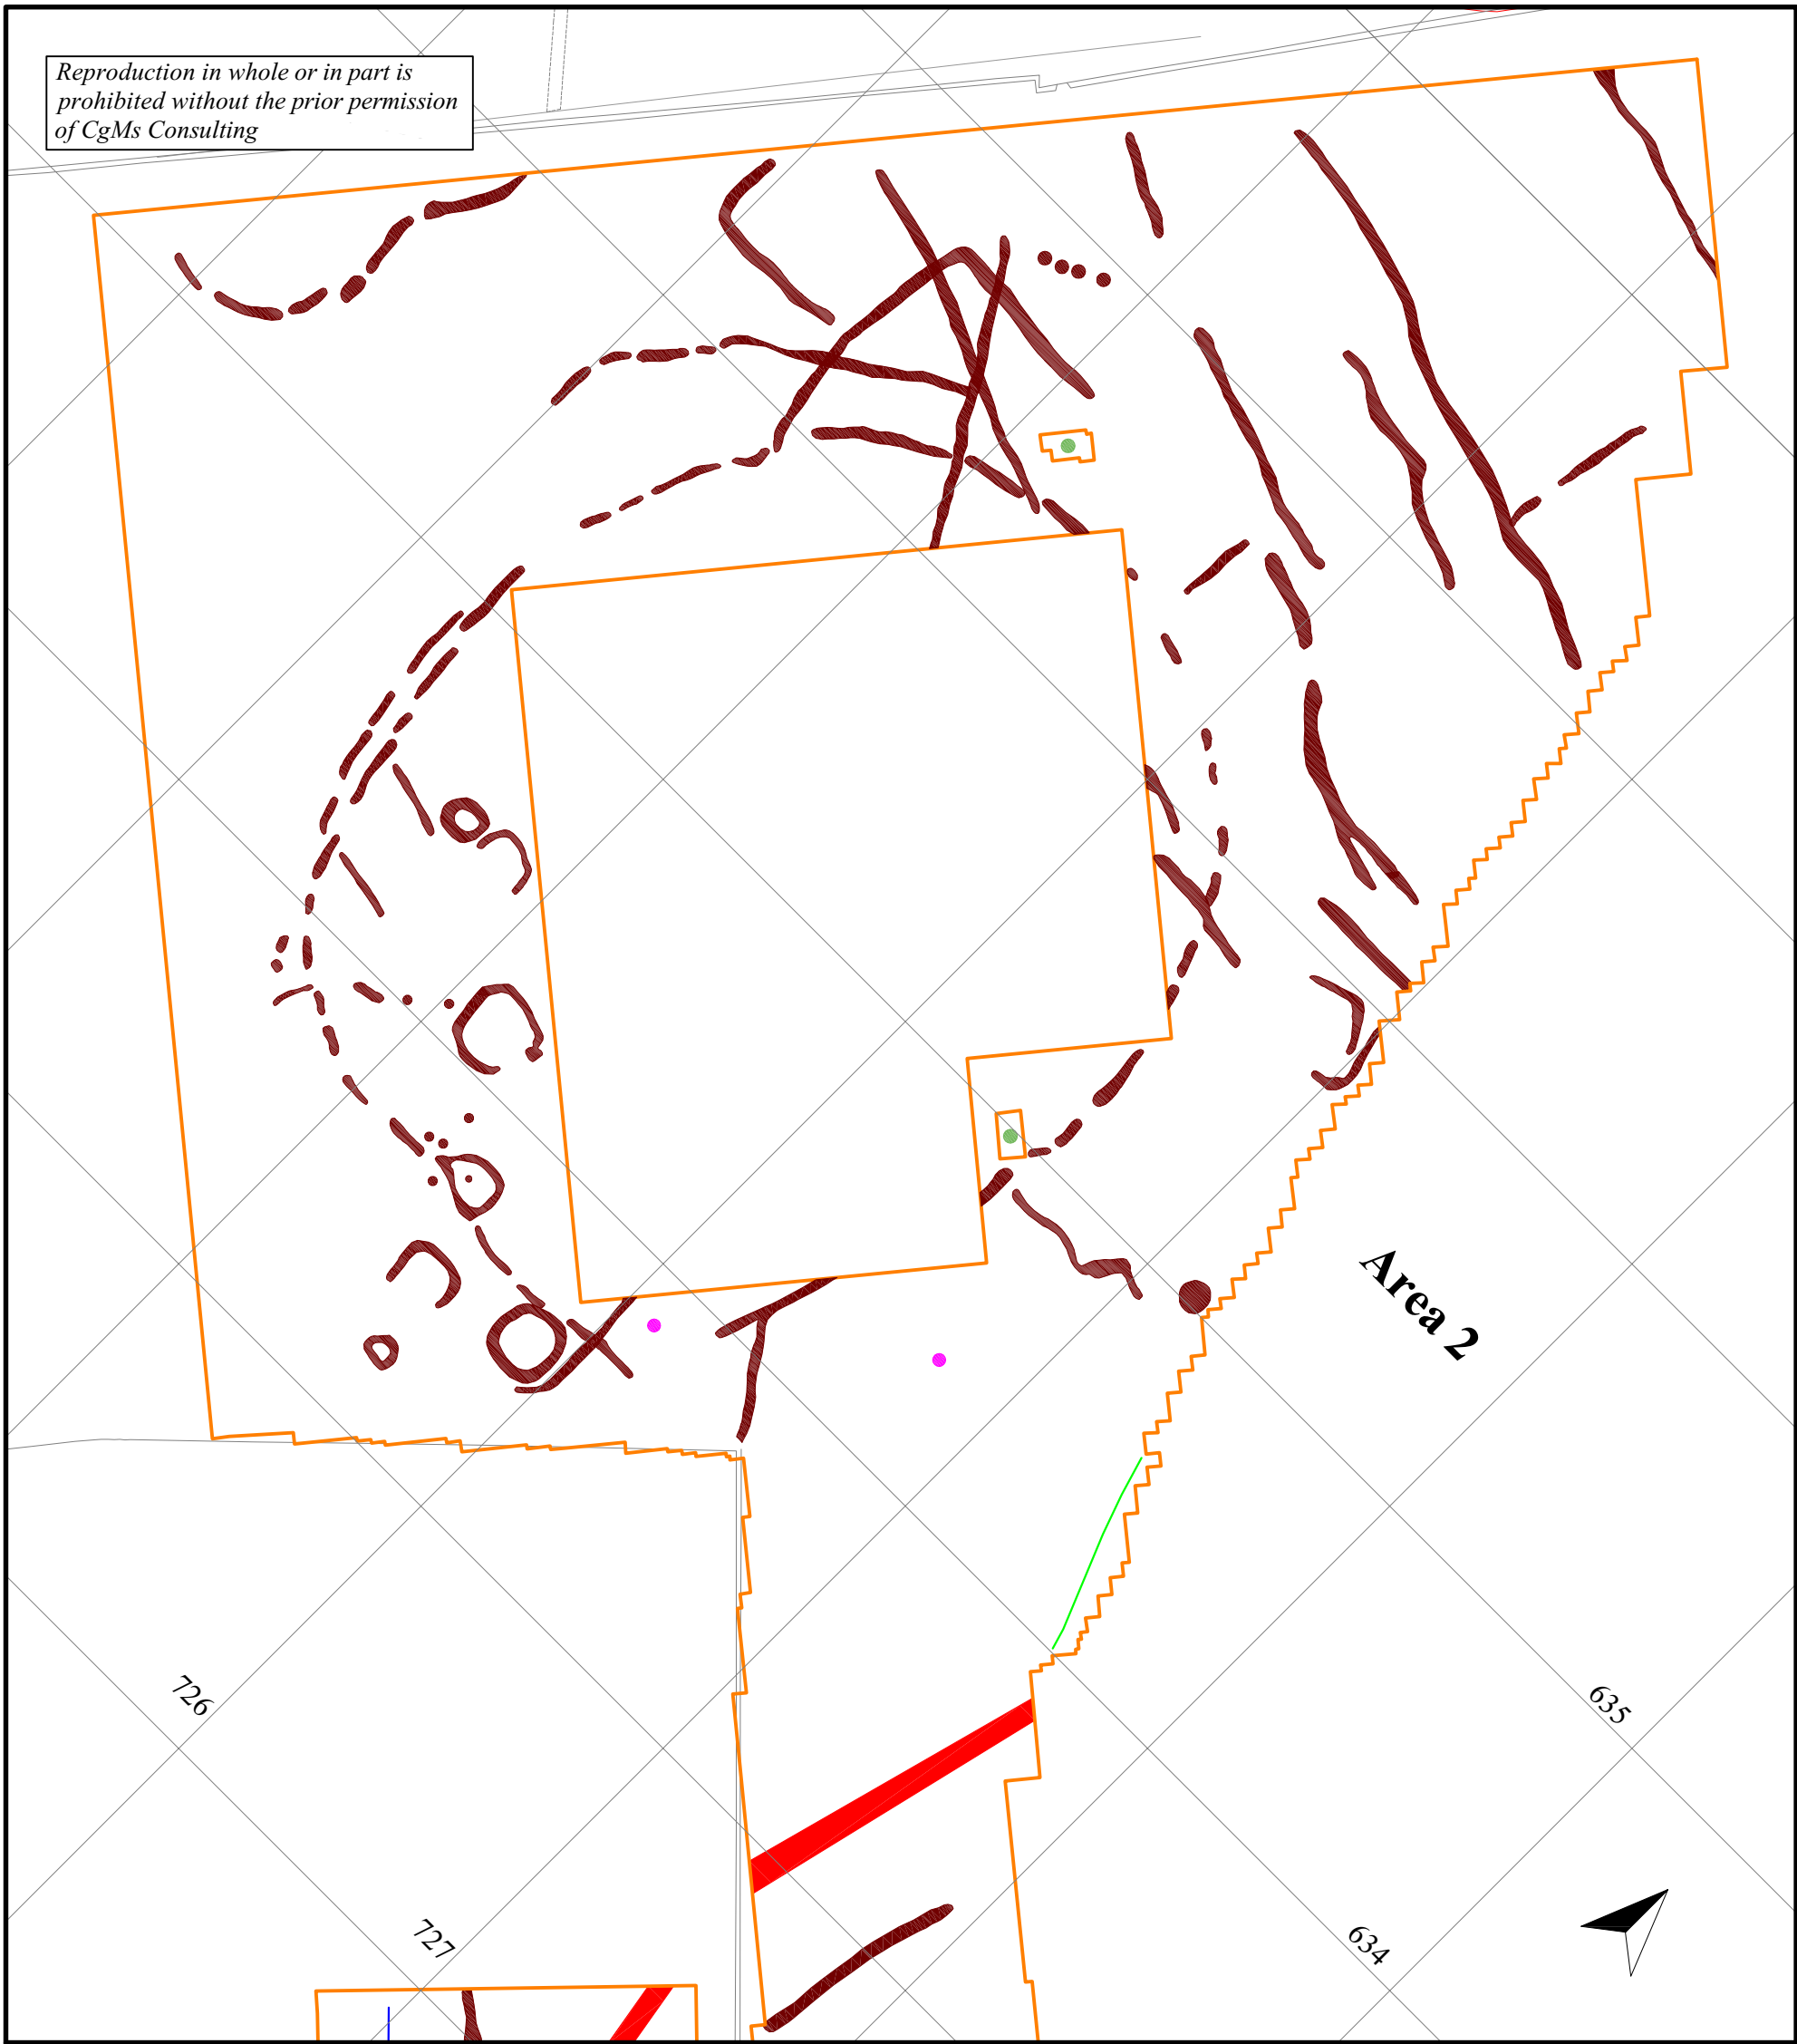 Reproduction in whole or in part is
prohibited without the prior permission
of CgMs Consulting
Area 2
726
635
727
634